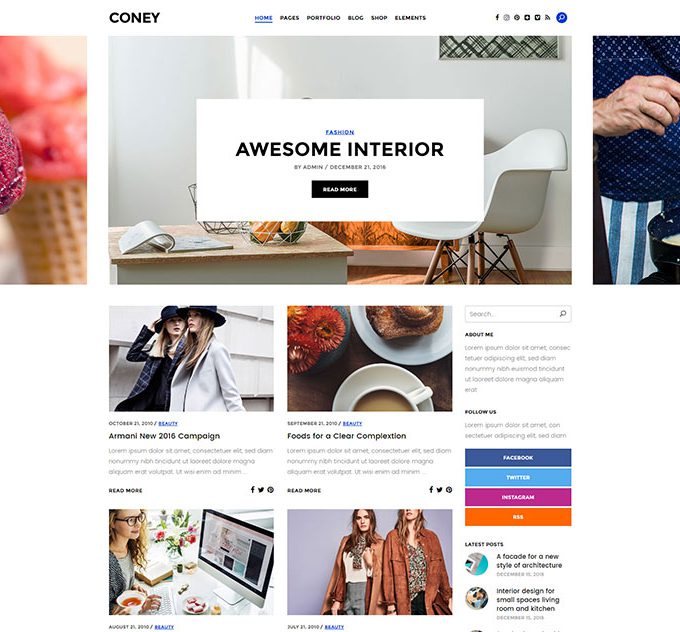 CONEY
HOME PAGES PORTFOLIO BLOG SHOP ELEMENTS
FASHION
AWESOME INTERIOR
BY ADMIN / DECEMBER 21, 2016
READ MORE
OCTOBER 21, 2010 / BEAUTY
Armani New 2016 Campaign
Lorem ipsum dolor sit amet, consectetuer elit, sed diam
nonummy nibh euismod tincidunt ut laoreet dolore magna
aliquam erat volutpat. Ut wisi enim ad minim ...
READ MORE
SEPTEMBER 21, 2010 / BEAUTY
Foods for a Clear Complextion
Lorem ipsum dolor sit amet, consectetuer adipiscing elit, sed diam
nonummy nibh euismod tincidunt ut laoreet dolore magna
aliquam erat volutpat. Ut wisi enim ad minim ...
READ MORE
AUGUST 21, 2010 / BEAUTY
JULY 21, 2010 / BEAUTY
Search...
ABOUT ME
Lorem ipsum dolor sit amet, consec
tetuer adipiscing elit, sed diam
nonummy nibh euismod tincidunt
ut laoreet dolore magna aliquam
erat
FOLLOW US
Lorem ipsum dolor sit amet, con
sectetuer adipiscing elit, sed diam
FACEBOOK
TWITTER
INSTAGRAM
RSS
LATEST POSTS
A facade for a new
style of architecture
DECEMBER 15, 2016
Interior design for
small spaces living
room and kitchen
DECEMBER 15, 2016